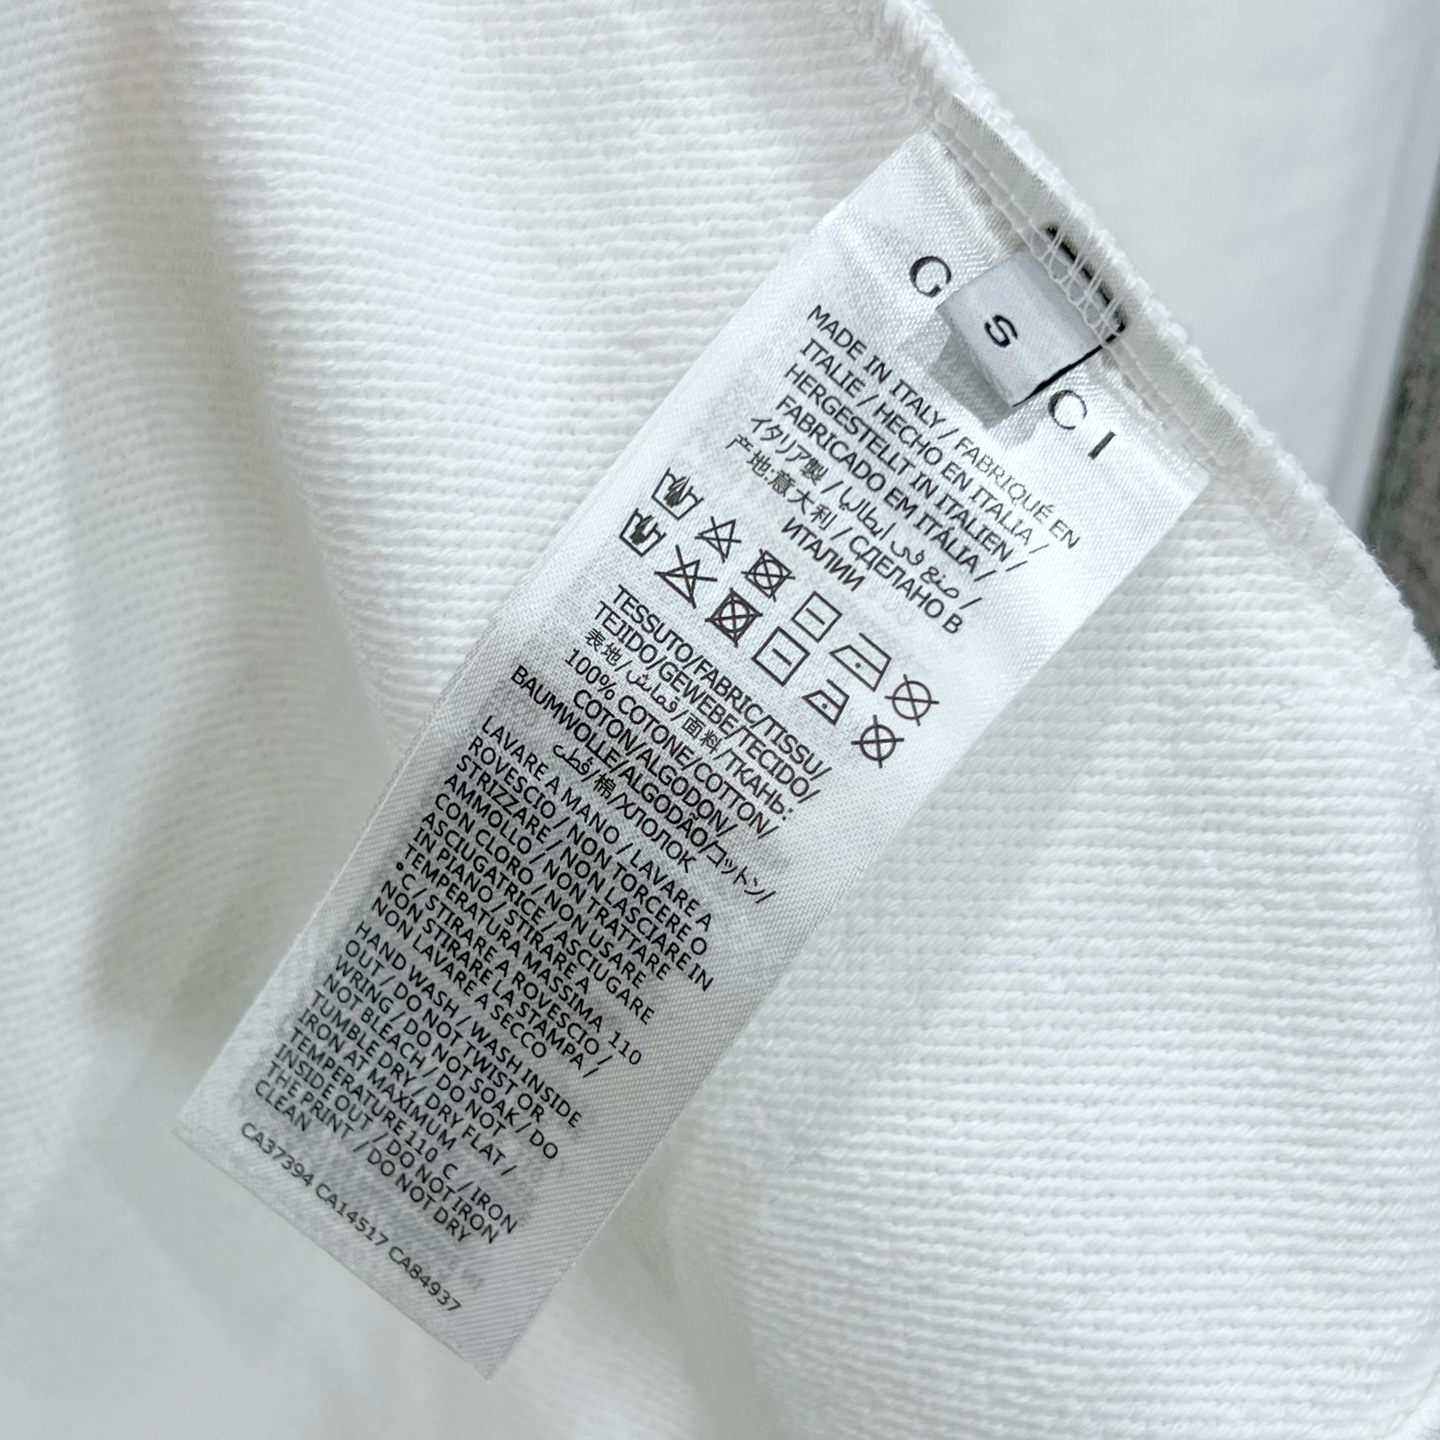 G C I
S
MADE IN ITALY / FABRIQUÉ EN
ITALIE / HECHO EN ITALIA /
HERGESTELLT IN ITALIEN /
FABRICADO EM ITÁLIA /
イタリア製 / صنع في ايطاليا /
产地:意大利 / СДЕЛАНО В
ИТАЛИИ
TESSUTO/FABRIC/TISSU/
TEJIDO/GEWEBE/TECIDO/
表地/قماش/面料/ТКАНЬ:
100% COTONE/COTTON/
COTON/ALGODON/
BAUMWOLLE/ALGODÃO/コットン/
قطن/棉/ХЛОПОК
LAVARE A MANO / LAVARE A
ROVESCIO / NON TORCERE O
STRIZZARE / NON LASCIARE IN
AMMOLLO / NON TRATTARE
CON CLORO / NON USARE
ASCIUGATRICE / ASCIUGARE
IN PIANO / STIRARE A
TEMPERATURA MASSIMA 110
°C / STIRARE A ROVESCIO /
NON STIRARE LA STAMPA /
NON LAVARE A SECCO
HAND WASH / WASH INSIDE
OUT / DO NOT TWIST OR
WRING / DO NOT SOAK / DO
NOT BLEACH / DO NOT
TUMBLE DRY / DRY FLAT /
IRON AT MAXIMUM
TEMPERATURE 110 C / IRON
INSIDE OUT / DO NOT IRON
THE PRINT / DO NOT DRY
CLEAN
CA37394 CA14517 CA84937